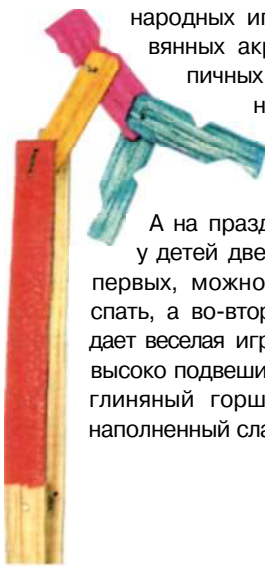 народных иг
вянных акр
пичных
н
А на празд
у детей две
первых, можно
спать, а во-втор
дает веселая игр
высоко подвеши
глиняный горш
наполненный сла